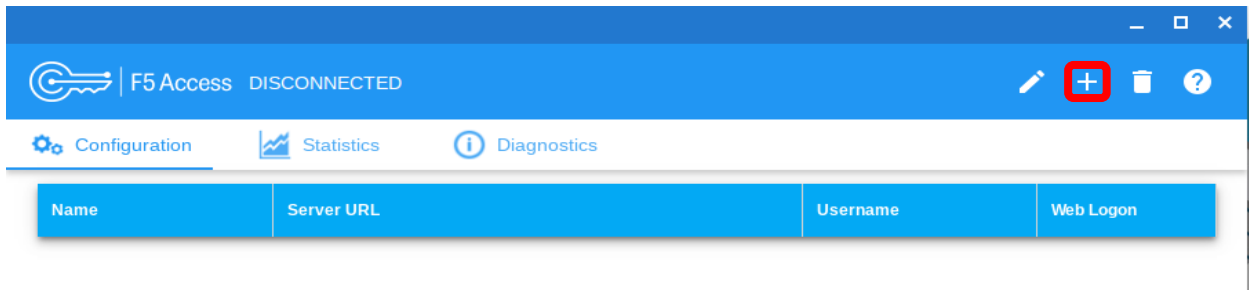 F5 Access DISCONNECTED
Configuration Statistics Diagnostics
Name Server URL Username Web Logon